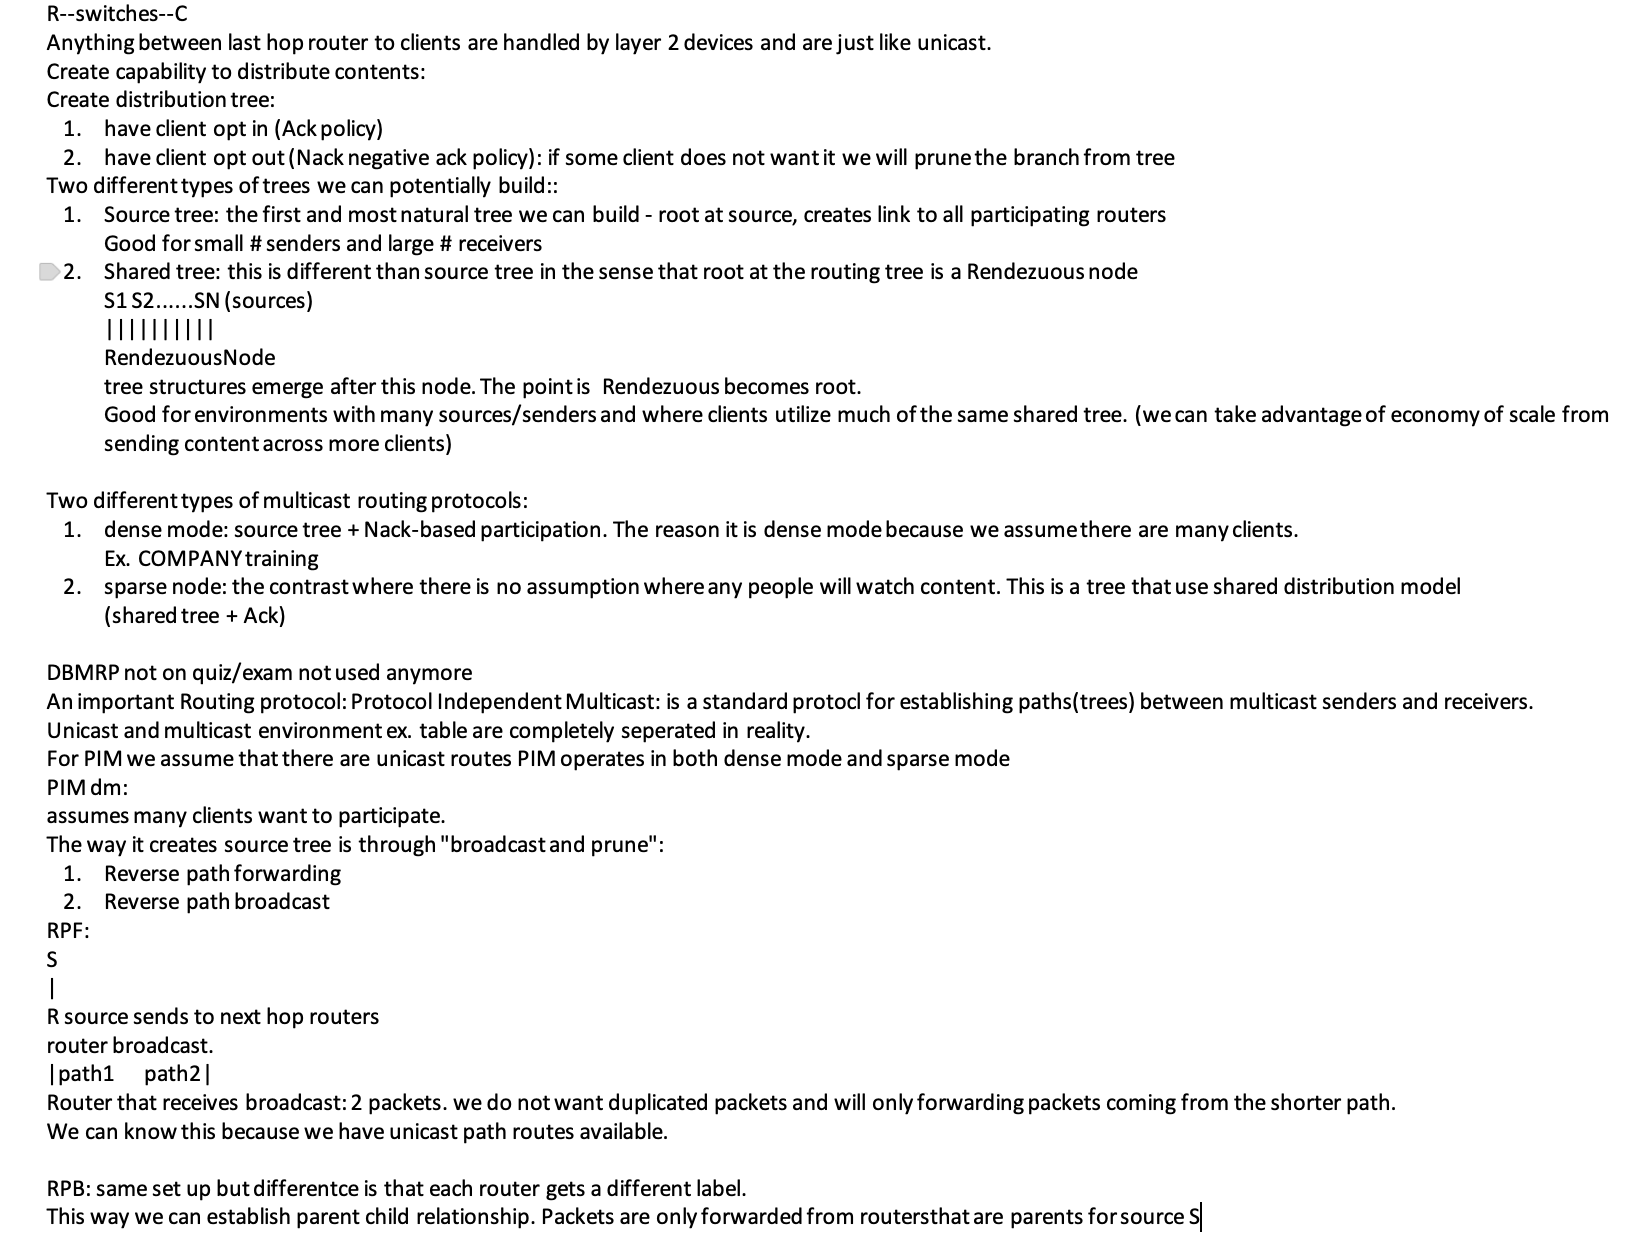 R--switches--C
Anything between last hop router to clients are handled by layer 2 devices and are just like unicast.
Create capability to distribute contents:
Create distribution tree:
1. have client opt in (Ack policy)
2. have client opt out (Nack negative ack policy): if some client does not want it we will prune the branch from tree
Two different types of trees we can potentially build::
1. Source tree: the first and most natural tree we can build - root at source, creates link to all participating routers
Good for small # senders and large # receivers
2. Shared tree: this is different than source tree in the sense that root at the routing tree is a Rendezuous node
S1 S2......SN (sources)
||||||||||
RendezuousNode
tree structures emerge after this node. The point is  Rendezuous becomes root.
Good for environments with many sources/senders and where clients utilize much of the same shared tree. (we can take advantage of economy of scale from
sending content across more clients)
Two different types of multicast routing protocols:
1. dense mode: source tree + Nack-based participation. The reason it is dense mode because we assume there are many clients.
Ex. COMPANY training
2. sparse node: the contrast where there is no assumption where any people will watch content. This is a tree that use shared distribution model
(shared tree + Ack)
DBMRP not on quiz/exam not used anymore
An important Routing protocol: Protocol Independent Multicast: is a standard protocl for establishing paths(trees) between multicast senders and receivers.
Unicast and multicast environment ex. table are completely seperated in reality.
For PIM we assume that there are unicast routes PIM operates in both dense mode and sparse mode
PIM dm:
assumes many clients want to participate.
The way it creates source tree is through "broadcast and prune":
1. Reverse path forwarding
2. Reverse path broadcast
RPF:
S
|
R source sends to next hop routers
router broadcast.
|path1 path2|
Router that receives broadcast: 2 packets. we do not want duplicated packets and will only forwarding packets coming from the shorter path.
We can know this because we have unicast path routes available.
RPB: same set up but differentce is that each router gets a different label.
This way we can establish parent child relationship. Packets are only forwarded from routersthat are parents for source S